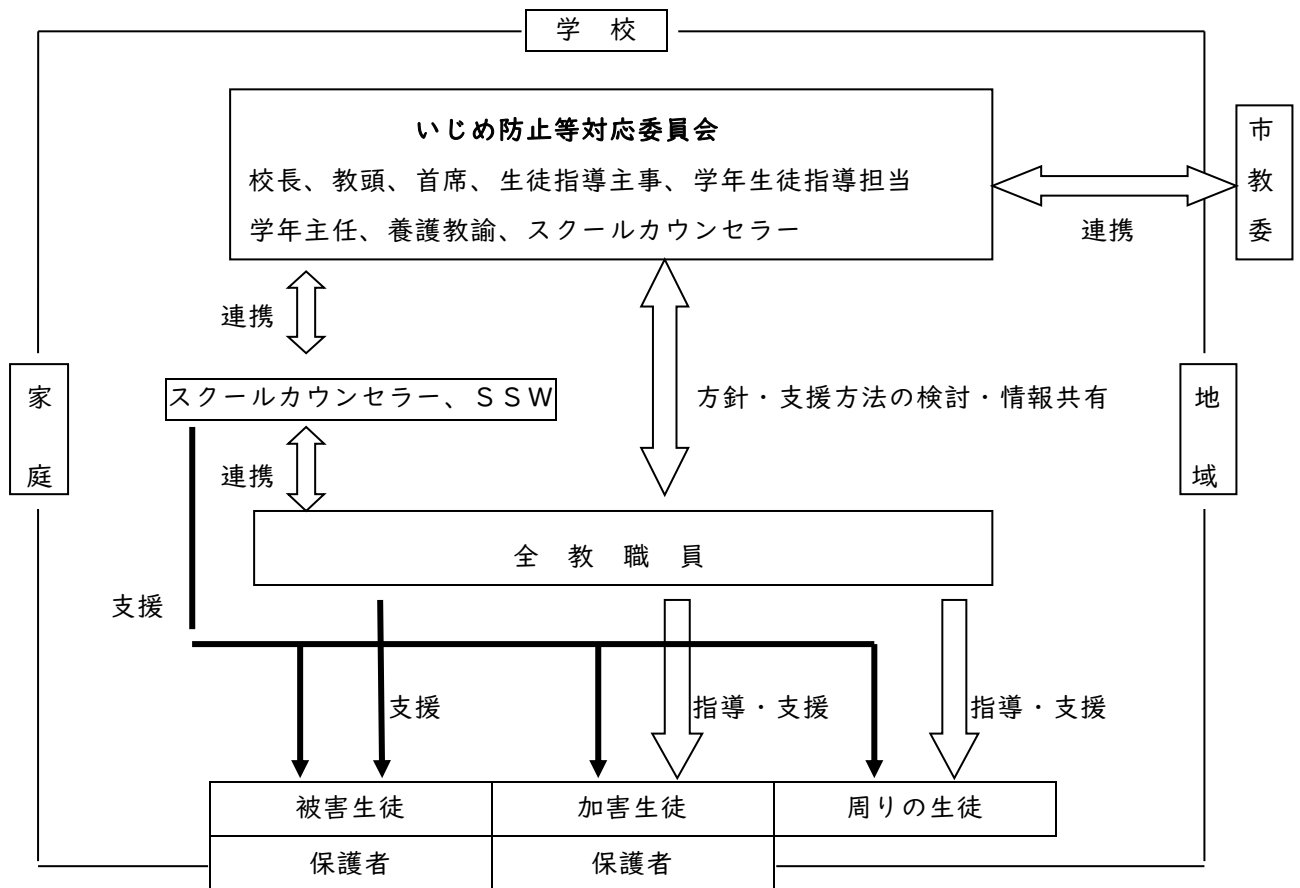 学　校
いじめ防止等対応委員会
校長、教頭、首席、生徒指導主事、学年生徒指導担当
学年主任、養護教諭、スクールカウンセラー
市教委
連携
連携
家庭
スクールカウンセラー、ＳＳＷ
方針・支援方法の検討・情報共有
地域
連携
全　教　職　員
支援
支援
指導・支援
指導・支援
被害生徒
加害生徒
周りの生徒
保護者
保護者